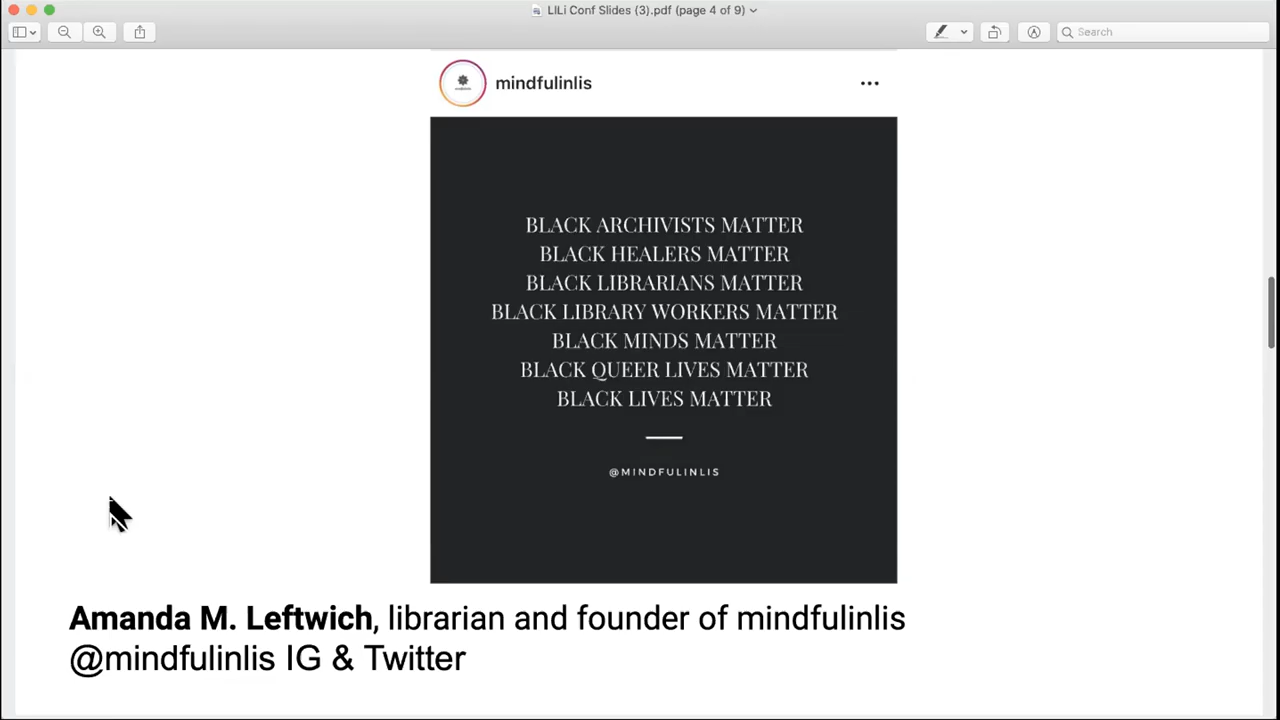 LILi Conf Slides (3).pdf (page 4 of 9)
Search
mindfulinlis
BLACK ARCHIVISTS MATTER
BLACK HEALERS MATTER
BLACK LIBRARIANS MATTER
BLACK LIBRARY WORKERS MATTER
BLACK MINDS MATTER
BLACK QUEER LIVES MATTER
BLACK LIVES MATTER
@MINDFULINLIS
Amanda M. Leftwich, librarian and founder of mindfulinlis
@mindfulinlis IG & Twitter